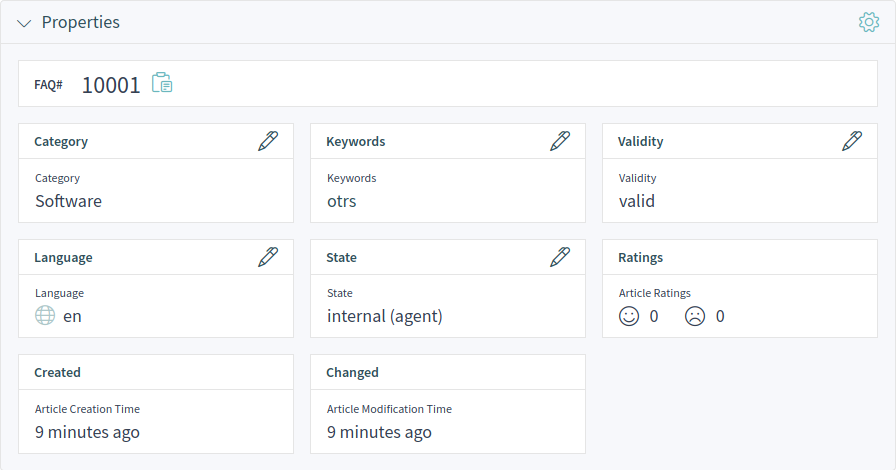 Properties
FAQ# 10001
Category
Category
Software
Keywords
Keywords
otrs
Validity
Validity
valid
Language
Language
en
State
State
internal (agent)
Ratings
Article Ratings
0 0
Created
Article Creation Time
9 minutes ago
Changed
Article Modification Time
9 minutes ago